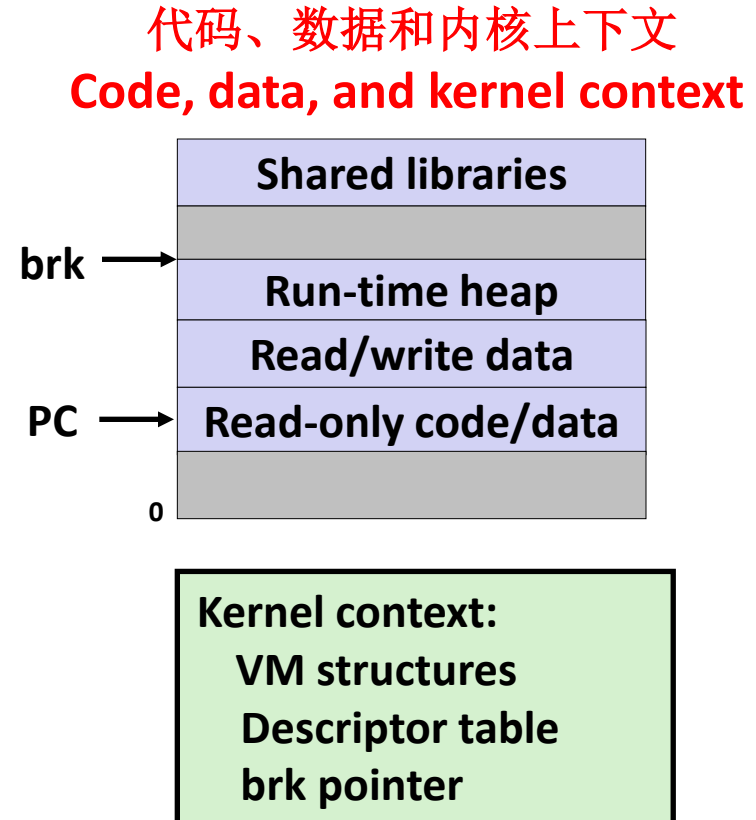 代码、数据和内核上下文
Code, data, and kernel context
Shared libraries
brk
Run-time heap
Read/write data
PC
Read-only code/data
0
Kernel context:
VM structures
Descriptor table
brk pointer